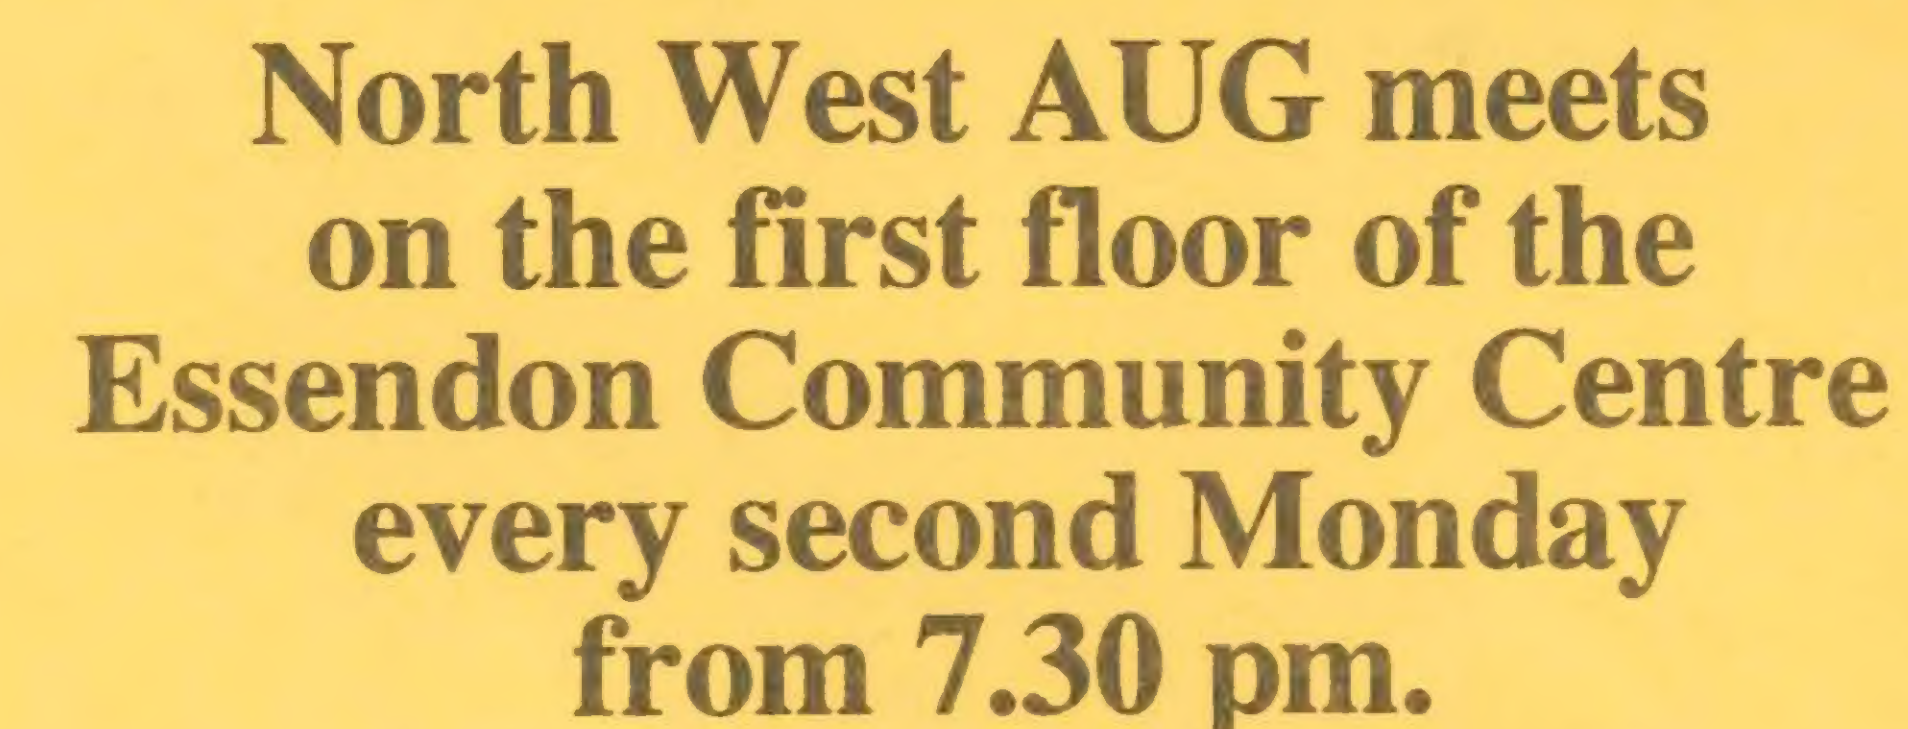 North West AUG meets
on the first floor of the
Essendon Community Centre
every second Monday
from 7.30 pm.